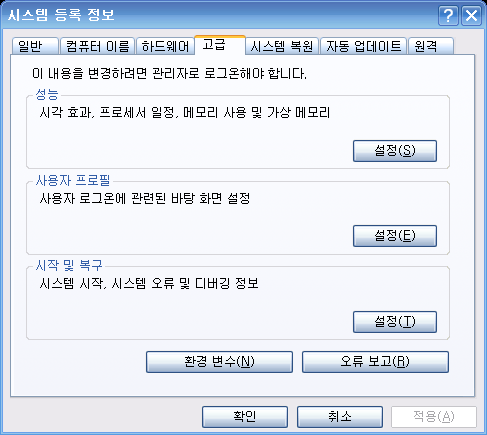 시스템 등록 정보
일반 컴퓨터 이름 하드웨어 고급 시스템 복원 자동 업데이트 원격
이 내용을 변경하려면 관리자로 로그온해야 합니다.
성능
시각 효과, 프로세서 일정, 메모리 사용 및 가상 메모리
설정(S)
사용자 프로필
사용자 로그온에 관련된 바탕 화면 설정
설정(E)
시작 및 복구
시스템 시작, 시스템 오류 및 디버깅 정보
설정(T)
환경 변수(N) 오류 보고(R)
확인 취소 적용(A)